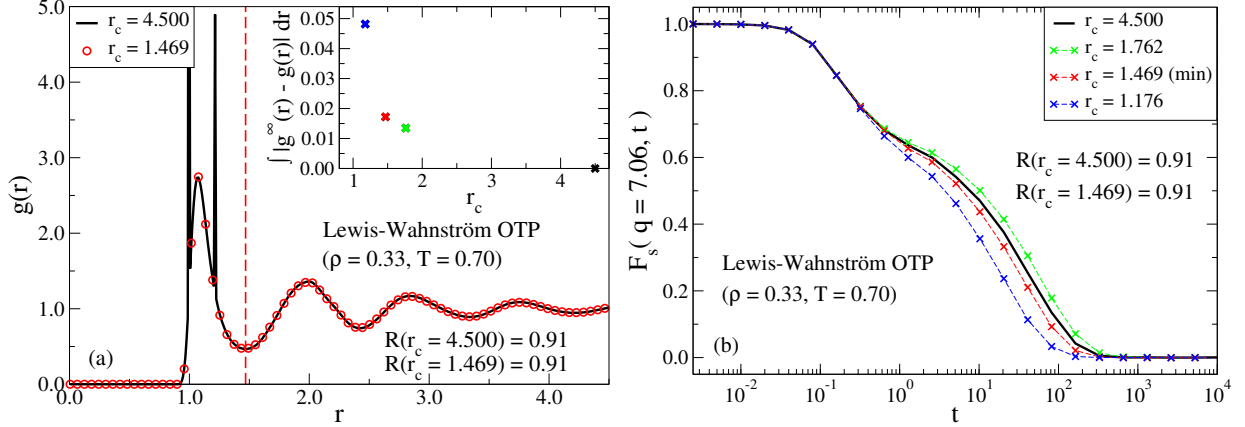 r_c = 4.500
r_c = 1.469
∫ |g^∞(r) - g(r)| dr
0.05
0.04
0.03
0.02
0.01
0.00
1
2
3
4
r_c
g(r)
5.0
4.0
3.0
2.0
1.0
0.0
Lewis-Wahnström OTP
(ρ = 0.33, T = 0.70)
R(r_c = 4.500) = 0.91
R(r_c = 1.469) = 0.91
(a)
0.0
1.0
2.0
3.0
4.0
r
r_c = 4.500
r_c = 1.762
r_c = 1.469 (min)
r_c = 1.176
F_s( q = 7.06, t )
1.0
0.8
0.6
0.4
0.2
0.0
R(r_c = 4.500) = 0.91
R(r_c = 1.469) = 0.91
Lewis-Wahnström OTP
(ρ = 0.33, T = 0.70)
(b)
10^-2
10^-1
10^0
10^1
10^2
10^3
10^4
t